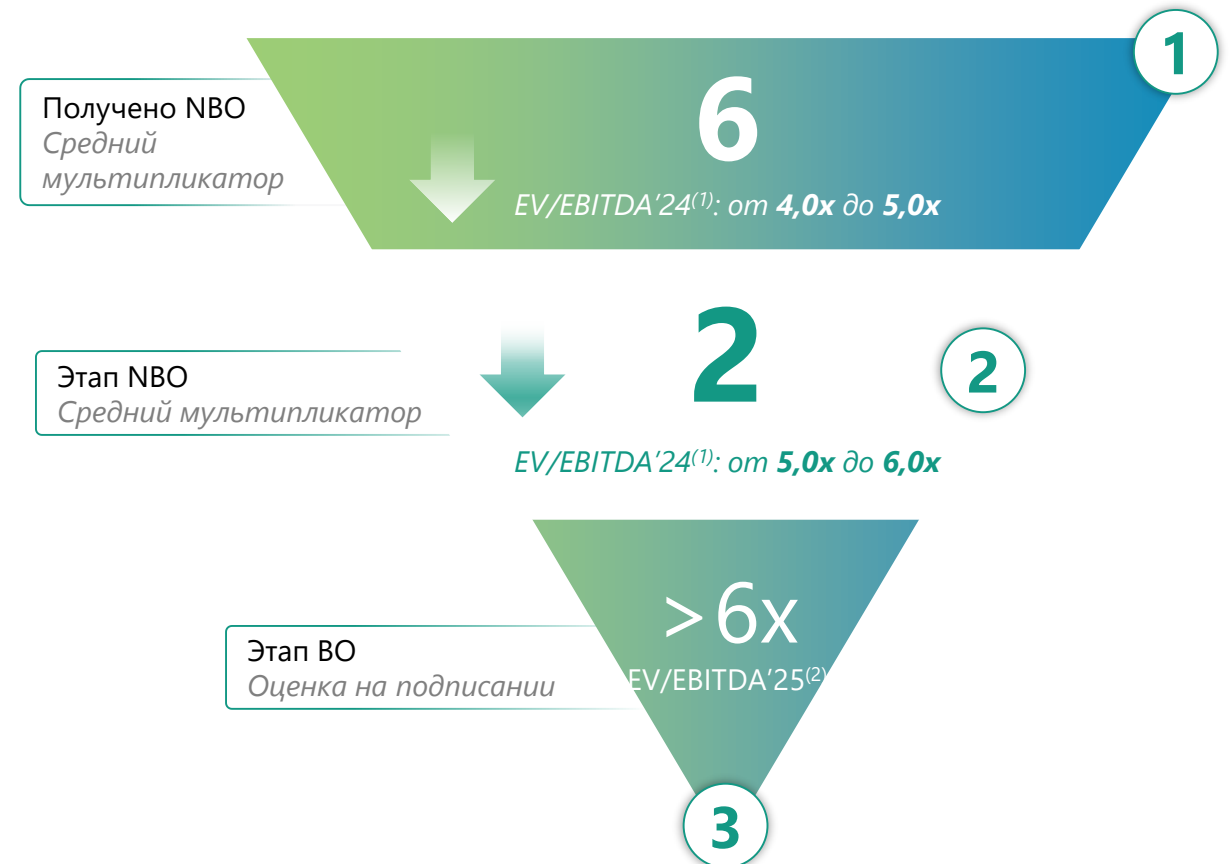 1
6
Получено NBO
Средний
мультипликатор
EV/EBITDA’24(1): от 4,0x до 5,0x
2
2
Этап NBO
Средний мультипликатор
EV/EBITDA’24(1): от 5,0x до 6,0x
>6x
Этап BO
Оценка на подписании
EV/EBITDA’25(2)
3